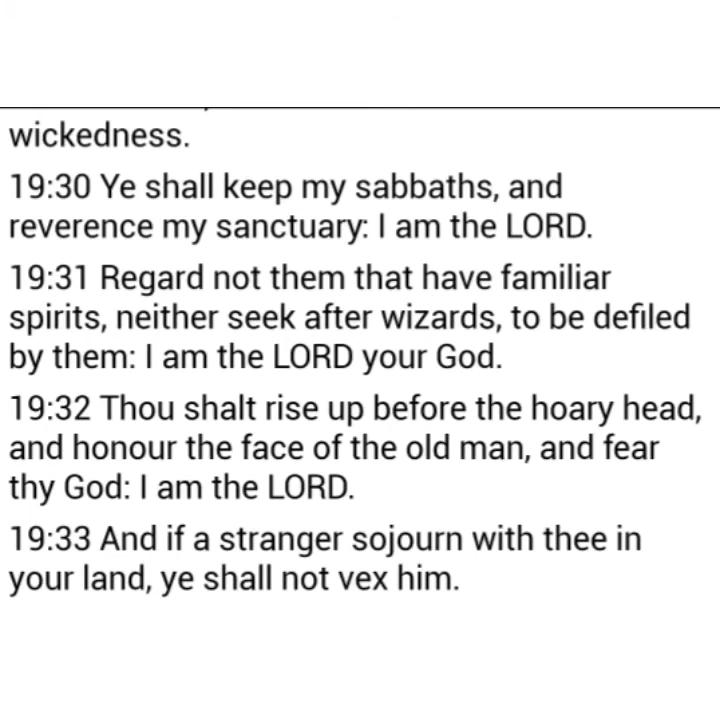 wickedness.
19:30 Ye shall keep my sabbaths, and
reverence my sanctuary: I am the LORD.
19:31 Regard not them that have familiar
spirits, neither seek after wizards, to be defiled
by them: I am the LORD your God.
19:32 Thou shalt rise up before the hoary head,
and honour the face of the old man, and fear
thy God: I am the LORD.
19:33 And if a stranger sojourn with thee in
your land, ye shall not vex him.